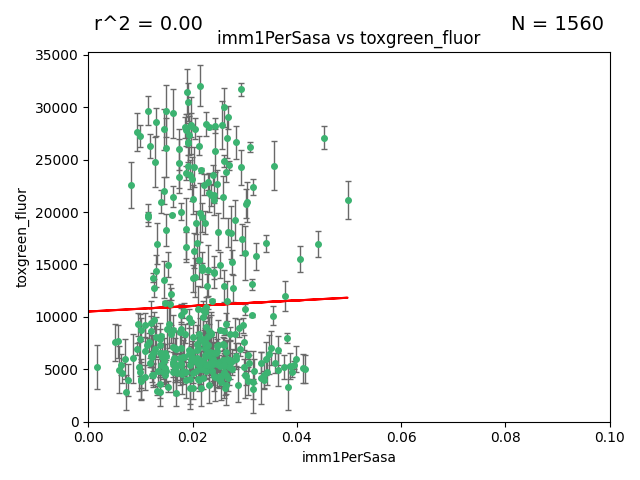 r^2 = 0.00
N = 1560
imm1PerSasa vs toxgreen_fluor
35000
30000
25000
20000
15000
10000
5000
0
toxgreen_fluor
0.00
0.02
0.04
0.06
0.08
0.10
imm1PerSasa